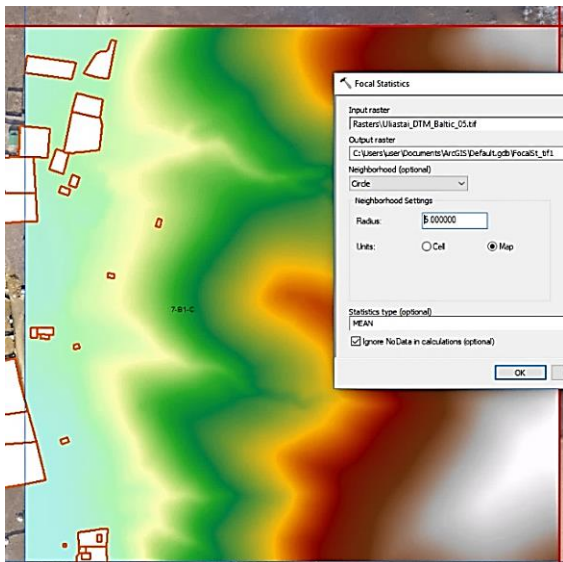 Focal Statistics
Input raster
Rasters\Uliastai_DTM_Baltic_05.tif
Output raster
C:\Users\user\Documents\ArcGIS\Default.gdb\FocalSt_tif1
Neighborhood (optional)
Circle
Neighborhood Settings
Radius: 5.000000
Units: Cell Map
Statistics type (optional)
MEAN
Ignore NoData in calculations (optional)
OK
7-B1-C